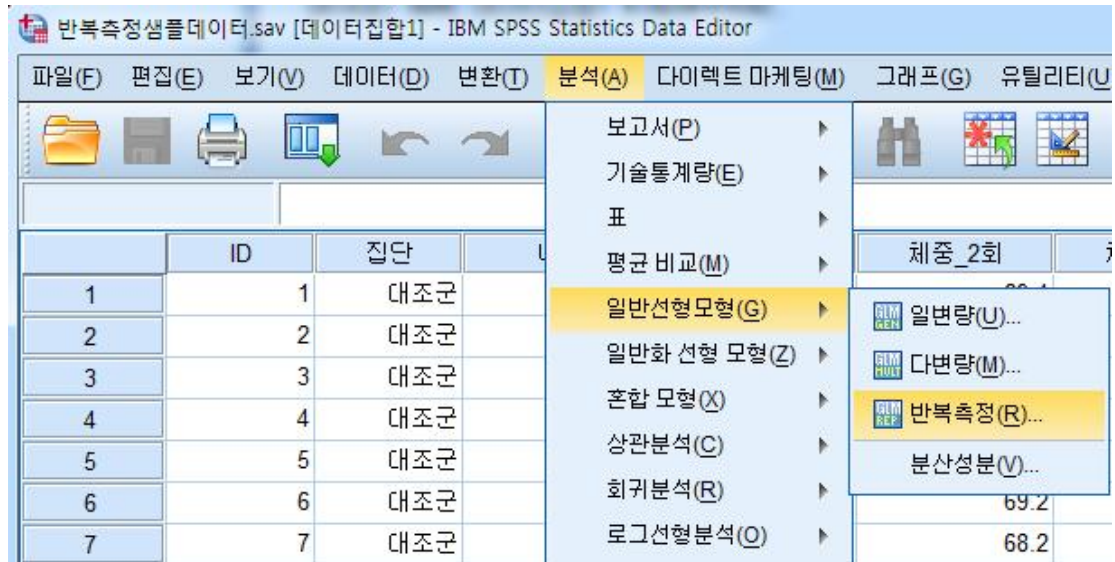 반복측정샘플데이터.sav [데이터집합1] - IBM SPSS Statistics Data Editor
파일(F) 편집(E) 보기(V) 데이터(D) 변환(T) 분석(A) 다이렉트 마케팅(M) 그래프(G) 유틸리티(U
보고서(P)
기술통계량(E)
표
평균 비교(M)
일반선형모형(G)
일반화 선형 모형(Z)
혼합 모형(X)
상관분석(C)
회귀분석(R)
로그선형분석(O)
일변량(U)...
다변량(M)...
반복측정(R)...
분산성분(V)...
ID 집단 체중_2회
1 1 대조군
2 2 대조군
3 3 대조군
4 4 대조군
5 5 대조군
6 6 대조군 69.2
7 7 대조군 68.2